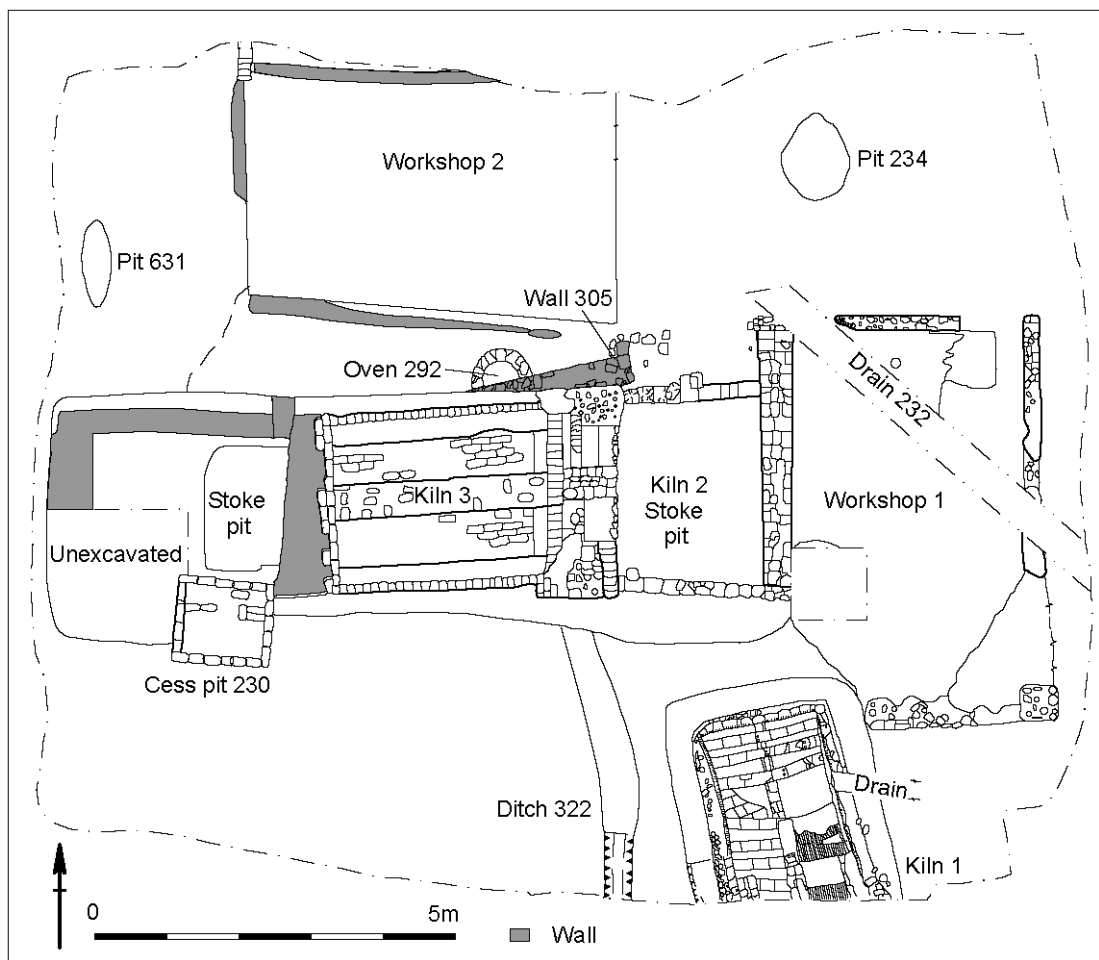 Workshop 2
Pit 234
Pit 631
Wall 305
Oven 292
Drain 232
Stoke
pit
Kiln 3
Kiln 2
Stoke
pit
Workshop 1
Unexcavated
Cess pit 230
Ditch 322
Drain
Kiln 1
0
5m
Wall